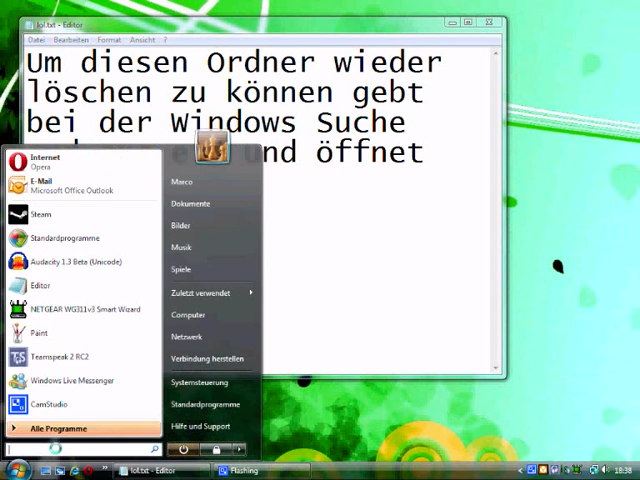 lol.txt - Editor
Datei Bearbeiten Format Ansicht ?
Um diesen Ordner wieder
löschen zu können gebt
bei der Windows Suche
und öffnet
Internet
Opera
E-Mail
Microsoft Office Outlook
Steam
Standardprogramme
Audacity 1.3 Beta (Unicode)
Editor
NETGEAR WG311v3 Smart Wizard
Paint
Teamspeak 2 RC2
Windows Live Messenger
CamStudio
Alle Programme
Marco
Dokumente
Bilder
Musik
Spiele
Zuletzt verwendet
Computer
Netzwerk
Verbindung herstellen
Systemsteuerung
Standardprogramme
Hilfe und Support
lol.txt - Editor
Flashing
18:38